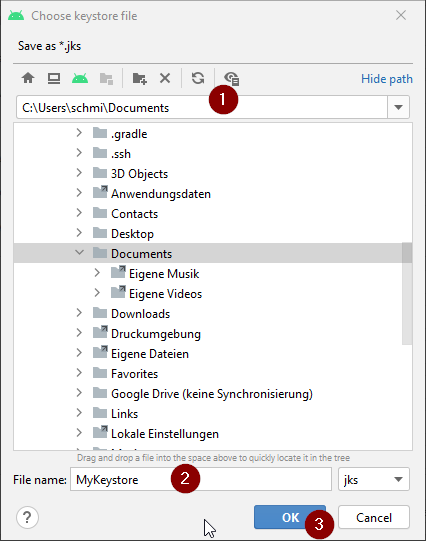 Choose keystore file
Save as *.jks
Hide path
1
C:\Users\schmi\Documents
.gradle
.ssh
3D Objects
Anwendungsdaten
Contacts
Desktop
Documents
Eigene Musik
Eigene Videos
Downloads
Druckumgebung
Eigene Dateien
Favorites
Google Drive (keine Synchronisierung)
Links
Lokale Einstellungen
Drag and drop a file into the space above to quickly locate it in the tree
File name: MyKeystore 2 jks
? OK 3 Cancel